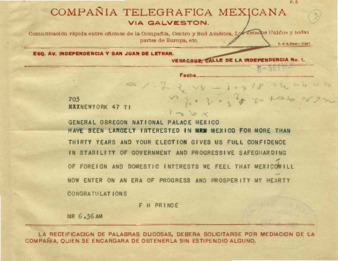 COMPAÑIA TELEGRAFICA MEXICANA
VIA GALVESTON.
Comunicación rápida entre oficinas de la Compañía, Centro y Sud América, Los Estados Unidos y todas
partes de Europa, etc.
ESQ. AV. INDEPENDENCIA Y SAN JUAN DE LETRAN.
VERACRUZ, CALLE DE LA INDEPENDENCIA No. 1.
Fecha
703
XXXNEWYORK 47 T1
GENERAL OBREGON NATIONAL PALACE MEXICO
HAVE BEEN LARGELY INTERESTED IN MEXICO FOR MORE THAN
THIRTY YEARS AND YOUR ELECTION GIVES US FULL CONFIDENCE
IN STABILITY OF GOVERNMENT AND PROGRESSIVE SAFEGUARDING
OF FOREIGN AND DOMESTIC INTERESTS WE FEEL THAT MEXICO WILL
NOW ENTER ON AN ERA OF PROGRESS AND PROSPERITY MY HEARTY
CONGRATULATIONS
F H PRINCE
NR 6.36AM
LA RECTIFICACION DE PALABRAS DUDOSAS, DEBERA SOLICITARSE POR MEDIACION DE LA
COMPAÑIA, QUIEN SE ENCARGARA DE OBTENERLA SIN ESTIPENDIO ALGUNO.